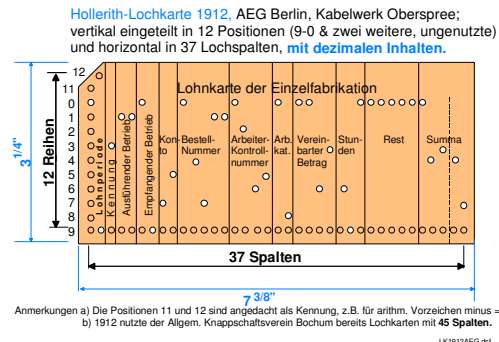 Hollerith-Lochkarte 1912, AEG Berlin, Kabelwerk Oberspree;
vertikal eingeteilt in 12 Positionen (9-0 & zwei weitere, ungenutzte)
und horizontal in 37 Lochspalten, mit dezimalen Inhalten.
12
11
0
1
2
3
4
5
6
7
8
9
3 1/4"
12 Reihen
Lohnkarte der Einzelfabrikation
Lohnperiode
Kennung
Ausführender Betrieb
Empfangender Betrieb
Kon-
to
Bestell-
Nummer
Arbeiter-
Kontroll-
nummer
Arb.
kat.
Verein-
barter
Betrag
Stun-
den
Rest
Summa
37 Spalten
7 3/8"
Anmerkungen a) Die Positionen 11 und 12 sind angedacht als Kennung, z.B. für arithm. Vorzeichen minus =
b) 1912 nutzte der Allgem. Knappschaftsverein Bochum bereits Lochkarten mit 45 Spalten.